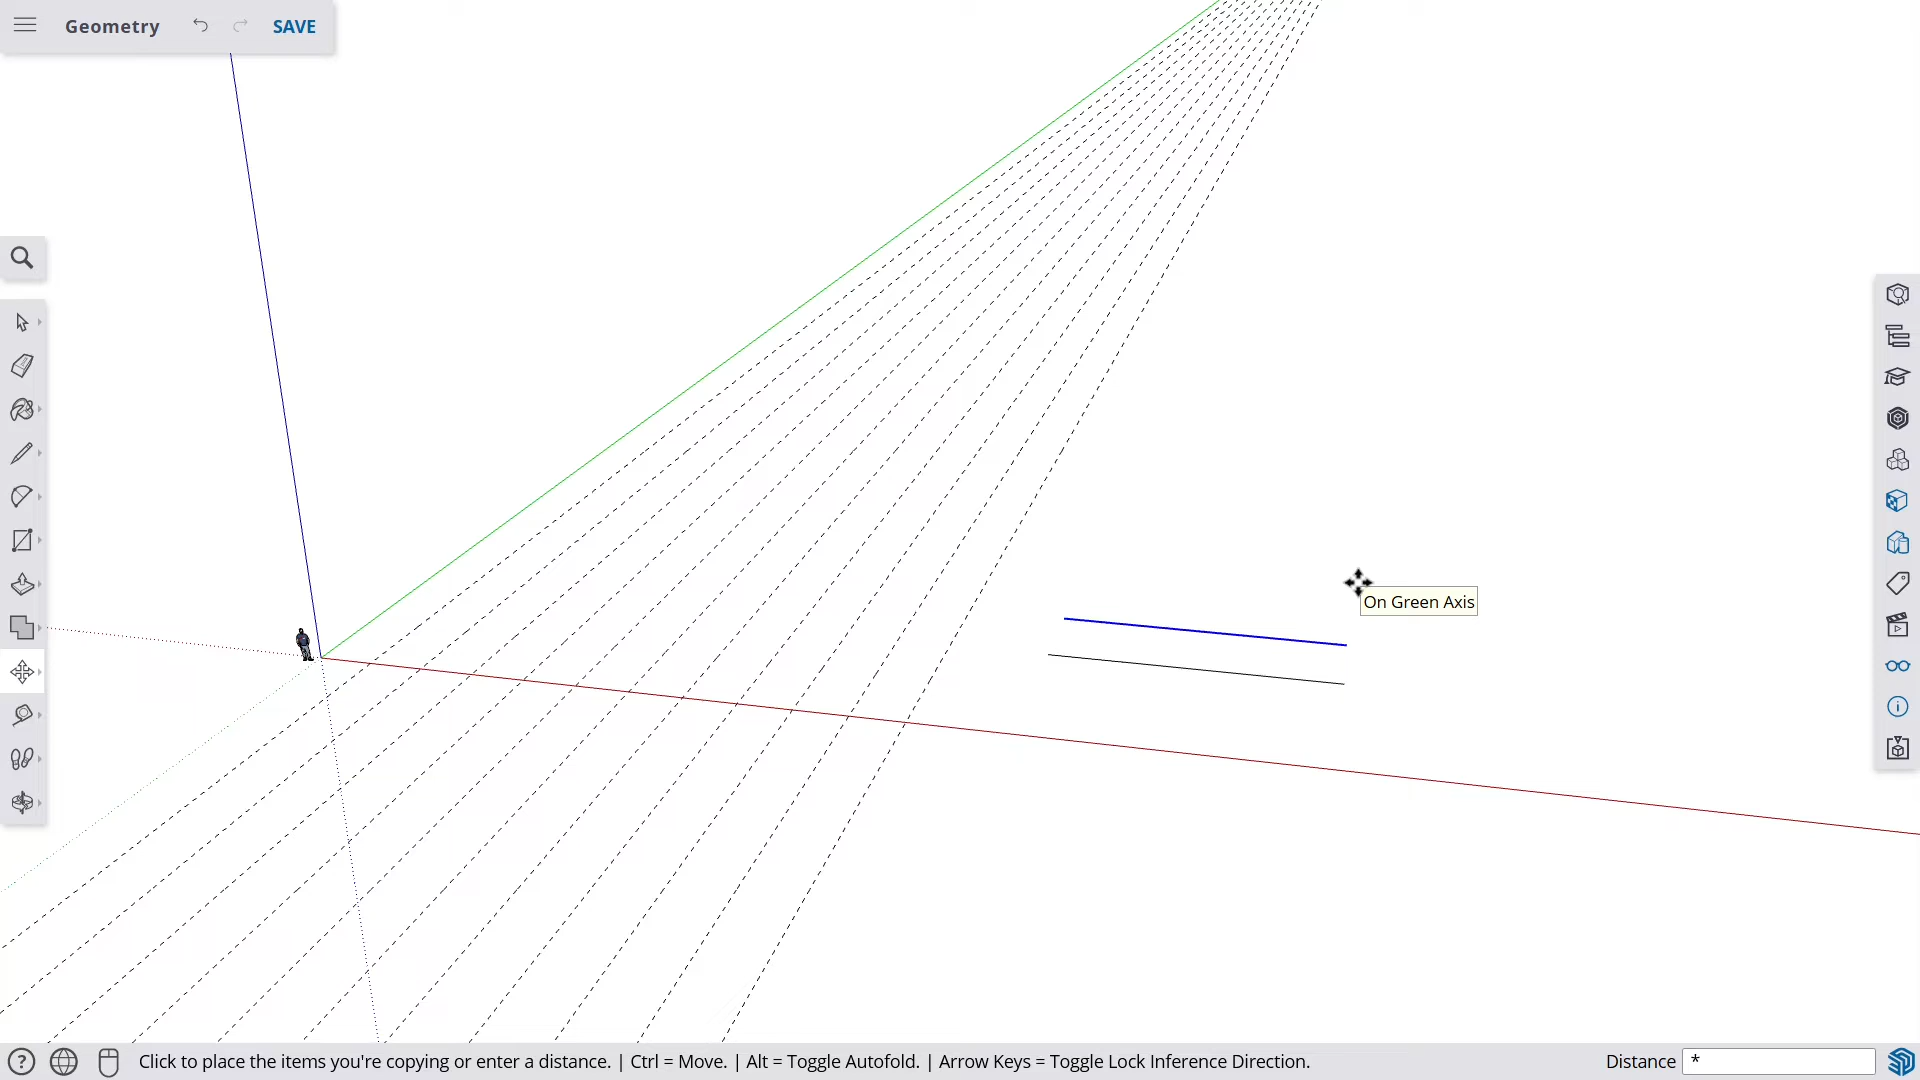 Geometry SAVE
On Green Axis
Click to place the items you're copying or enter a distance. | Ctrl = Move. | Alt = Toggle Autofold. | Arrow Keys = Toggle Lock Inference Direction. Distance *